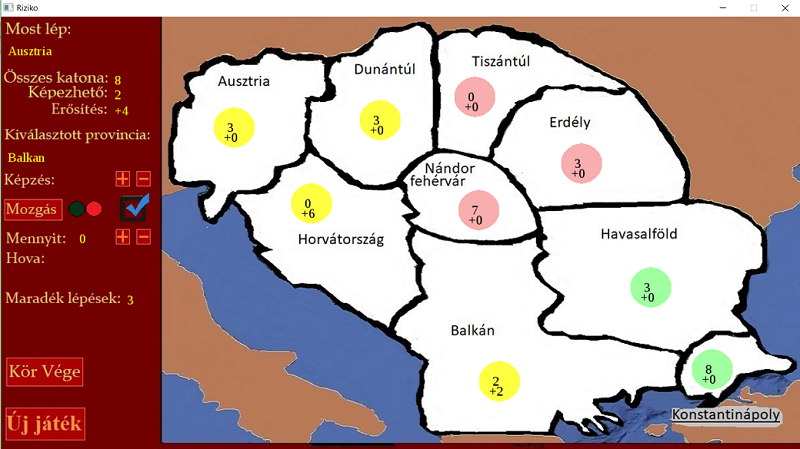 Riziko
Most lép:
Ausztria
Összes katona: 8
Képezhető: 2
Erősítés: +4
Kiválasztott provincia:
Balkan
Képzés:
Mozgás
Mennyit: 0
Hova:
Maradék lépések: 3
Kör Vége
Új játék
Ausztria
3
+0
Dunántúl
3
+0
Tiszántúl
0
+0
Erdély
3
+0
Nándor
fehérvár
7
+0
0
+6
Horvátország
Havasalföld
3
+0
Balkán
2
+2
8
+0
Konstantinápoly